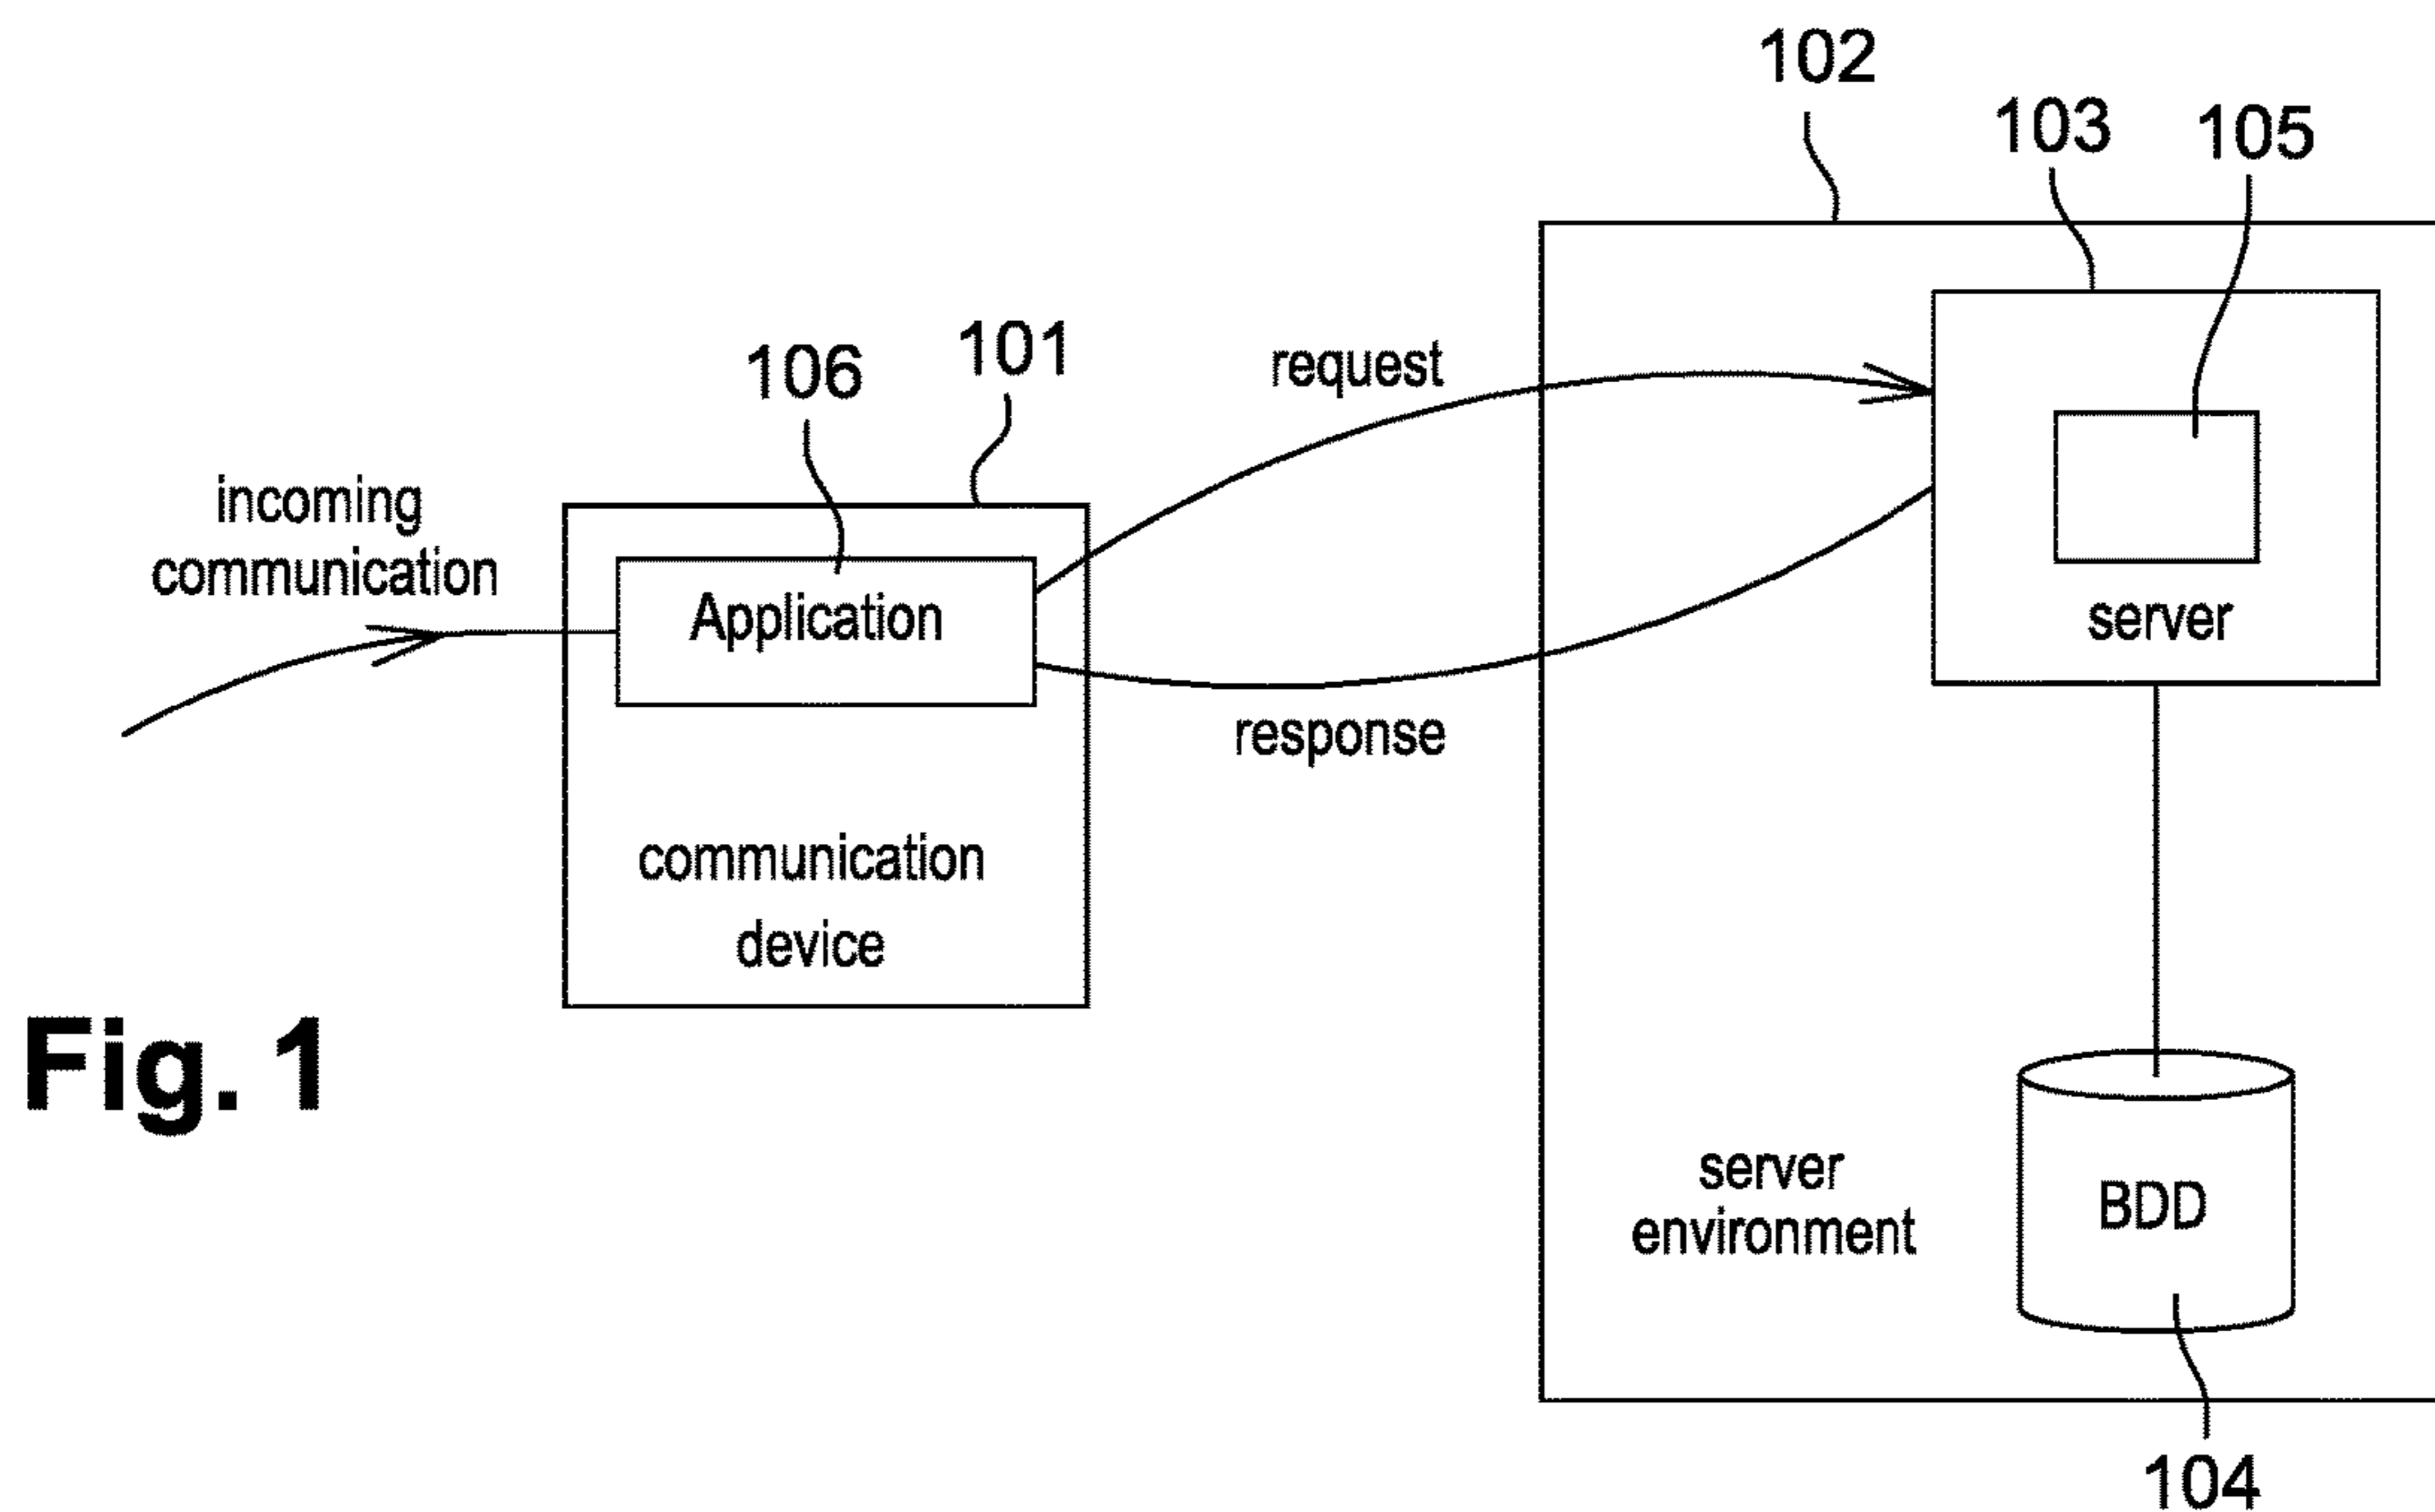 102
103
105
101
106
request
incoming
communication
Application
server
response
communication
device
Fig. 1
server
environment
BDD
104